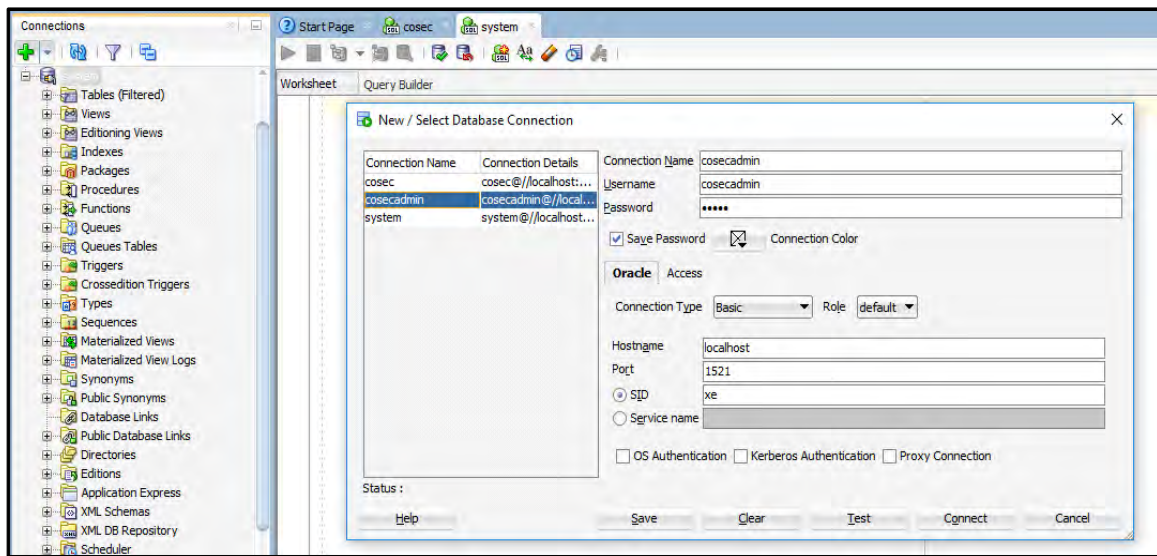 Connections
Start Page
cosec
system
Worksheet
Query Builder
Tables (Filtered)
Views
Editioning Views
Indexes
Packages
Procedures
Functions
Queues
Queues Tables
Triggers
Crossedition Triggers
Types
Sequences
Materialized Views
Materialized View Logs
Synonyms
Public Synonyms
Database Links
Public Database Links
Directories
Editions
Application Express
XML Schemas
XML DB Repository
Scheduler
New / Select Database Connection
Connection Name Connection Details
cosec cosec@//localhost:...
cosecadmin cosecadmin@//local...
system system@//localhost...
Connection Name cosecadmin
Username cosecadmin
Password •••••
Save Password Connection Color
Oracle Access
Connection Type Basic Role default
Hostname localhost
Port 1521
SID xe
Service name
OS Authentication Kerberos Authentication Proxy Connection
Status :
Help Save Clear Test Connect Cancel